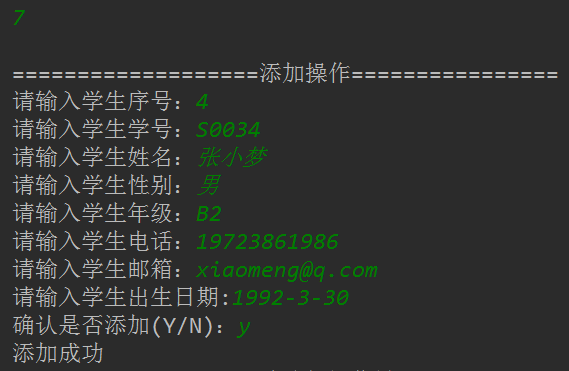 7
===================添加操作================
请输入学生序号：4
请输入学生学号：S0034
请输入学生姓名：张小梦
请输入学生性别：男
请输入学生年级：B2
请输入学生电话：19723861986
请输入学生邮箱：xiaomeng@q.com
请输入学生出生日期:1992-3-30
确认是否添加(Y/N)：y
添加成功